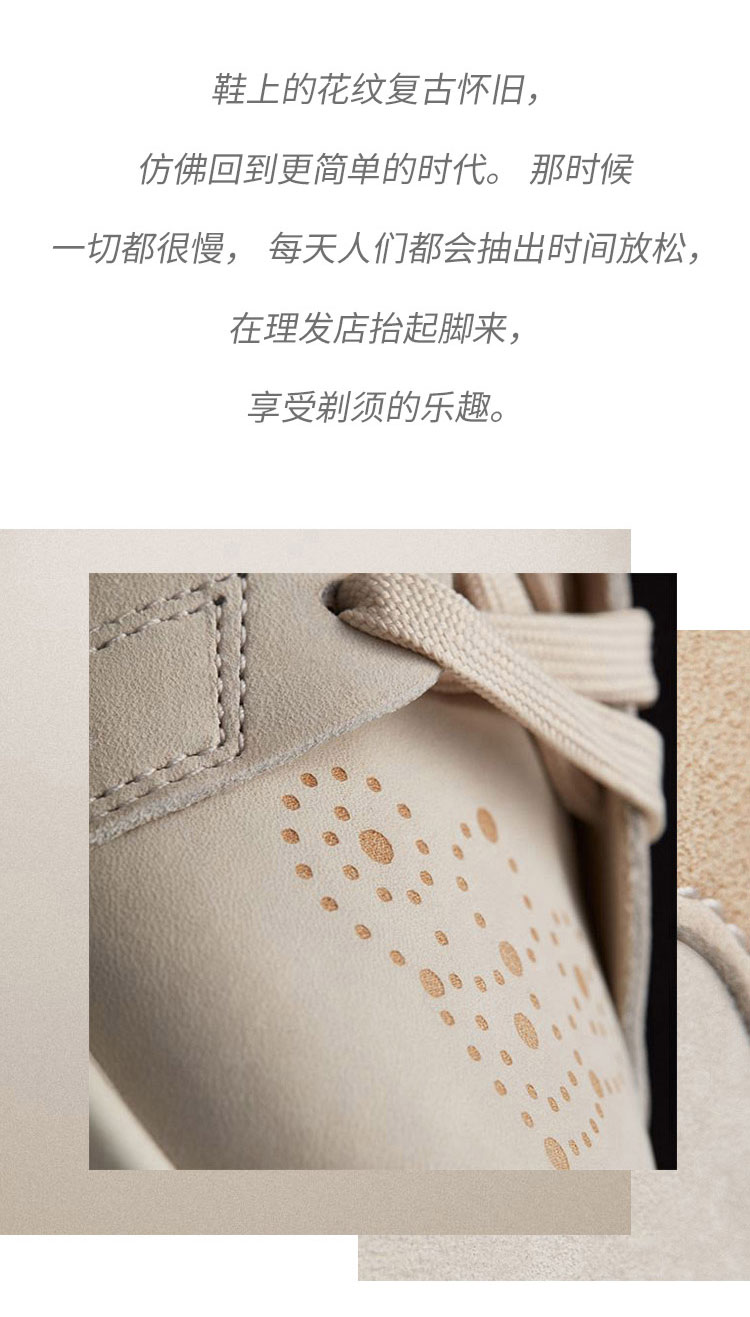 鞋上的花纹复古怀旧，
仿佛回到更简单的时代。 那时候
一切都很慢， 每天人们都会抽出时间放松，
在理发店抬起脚来，
享受剃须的乐趣。